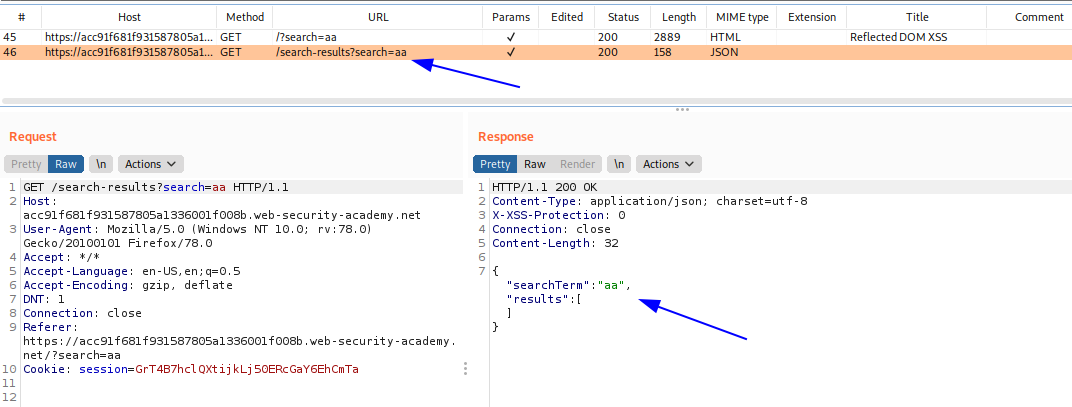 # Host Method URL Params Edited Status Length MIME type Extension Title Comment
45 https://acc91f681f931587805a1... GET /?search=aa ✓ 200 2889 HTML Reflected DOM XSS
46 https://acc91f681f931587805a1... GET /search-results?search=aa ✓ 200 158 JSON
Request
Pretty Raw \n Actions
1 GET /search-results?search=aa HTTP/1.1
2 Host:
acc91f681f931587805a1336001f008b.web-security-academy.net
3 User-Agent: Mozilla/5.0 (Windows NT 10.0; rv:78.0)
Gecko/20100101 Firefox/78.0
4 Accept: */*
5 Accept-Language: en-US,en;q=0.5
6 Accept-Encoding: gzip, deflate
7 DNT: 1
8 Connection: close
9 Referer:
https://acc91f681f931587805a1336001f008b.web-security-academy.
net/?search=aa
10 Cookie: session=GrT4B7hclQXtijkLj50ERcGaY6EhCmTa
11
12
Response
Pretty Raw Render \n Actions
1 HTTP/1.1 200 OK
2 Content-Type: application/json; charset=utf-8
3 X-XSS-Protection: 0
4 Connection: close
5 Content-Length: 32
6
7 {
"searchTerm":"aa",
"results":[
]
}